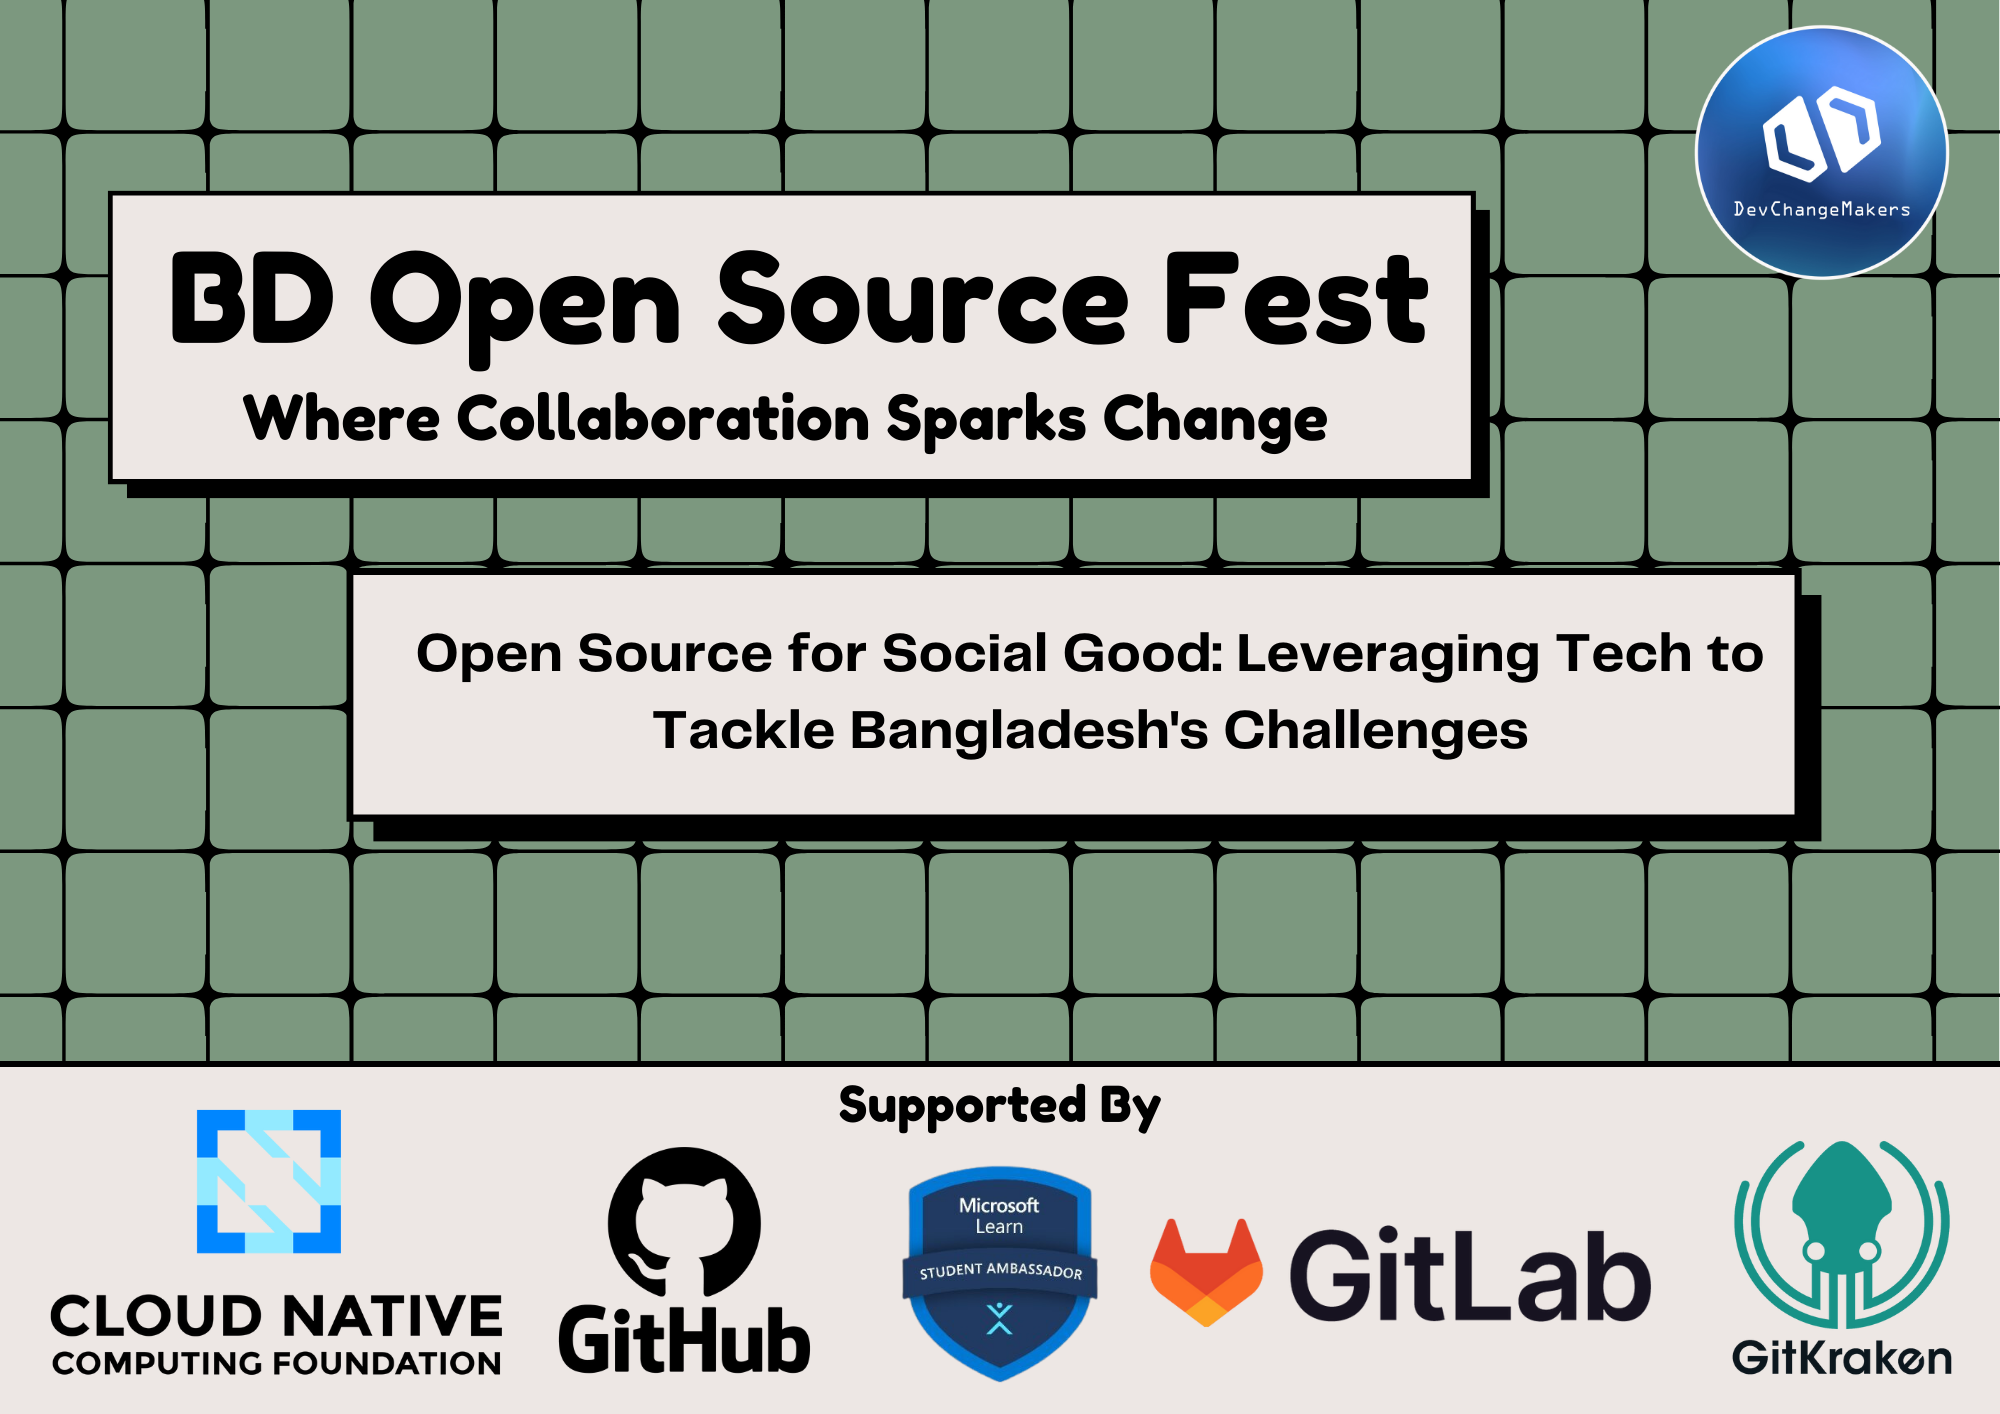 DevChangeMakers
BD Open Source Fest
Where Collaboration Sparks Change
Open Source for Social Good: Leveraging Tech to
Tackle Bangladesh's Challenges
Supported By
CLOUD NATIVE
COMPUTING FOUNDATION
GitHub
Microsoft
Learn
STUDENT AMBASSADOR
GitLab
GitKraken